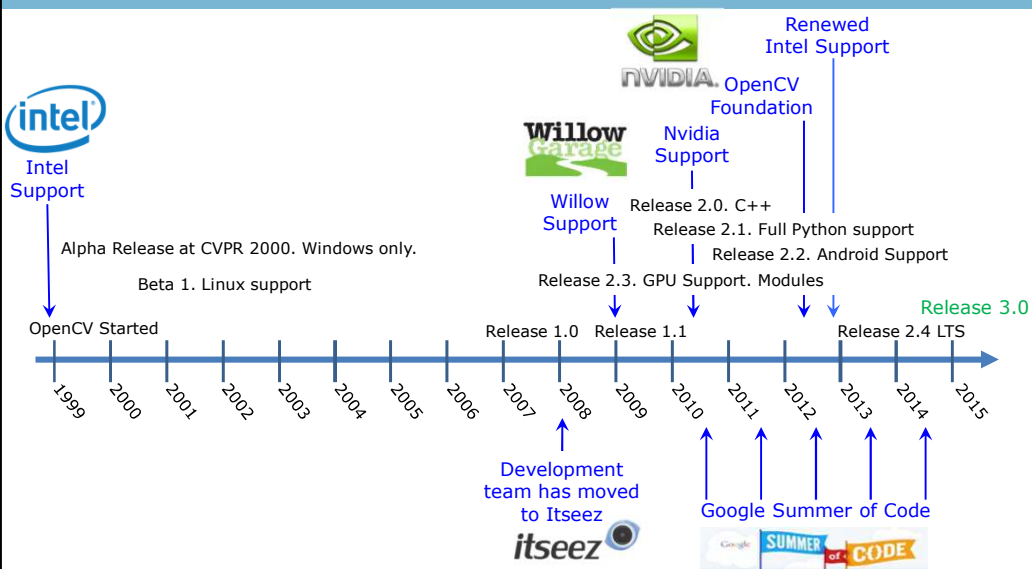 Renewed
Intel Support
NVIDIA.
OpenCV
Foundation
intel
Willow
Garage
Nvidia
Support
Intel
Support
Willow
Support
Release 2.0. C++
Release 2.1. Full Python support
Alpha Release at CVPR 2000. Windows only.
Release 2.2. Android Support
Beta 1. Linux support
Release 2.3. GPU Support. Modules
Release 3.0
OpenCV Started
Release 1.0
Release 1.1
Release 2.4 LTS
1999
2000
2001
2002
2003
2004
2005
2006
2007
2008
2009
2010
2011
2012
2013
2014
2015
Development
team has moved
to Itseez
itseez
Google Summer of Code
Google SUMMER of CODE